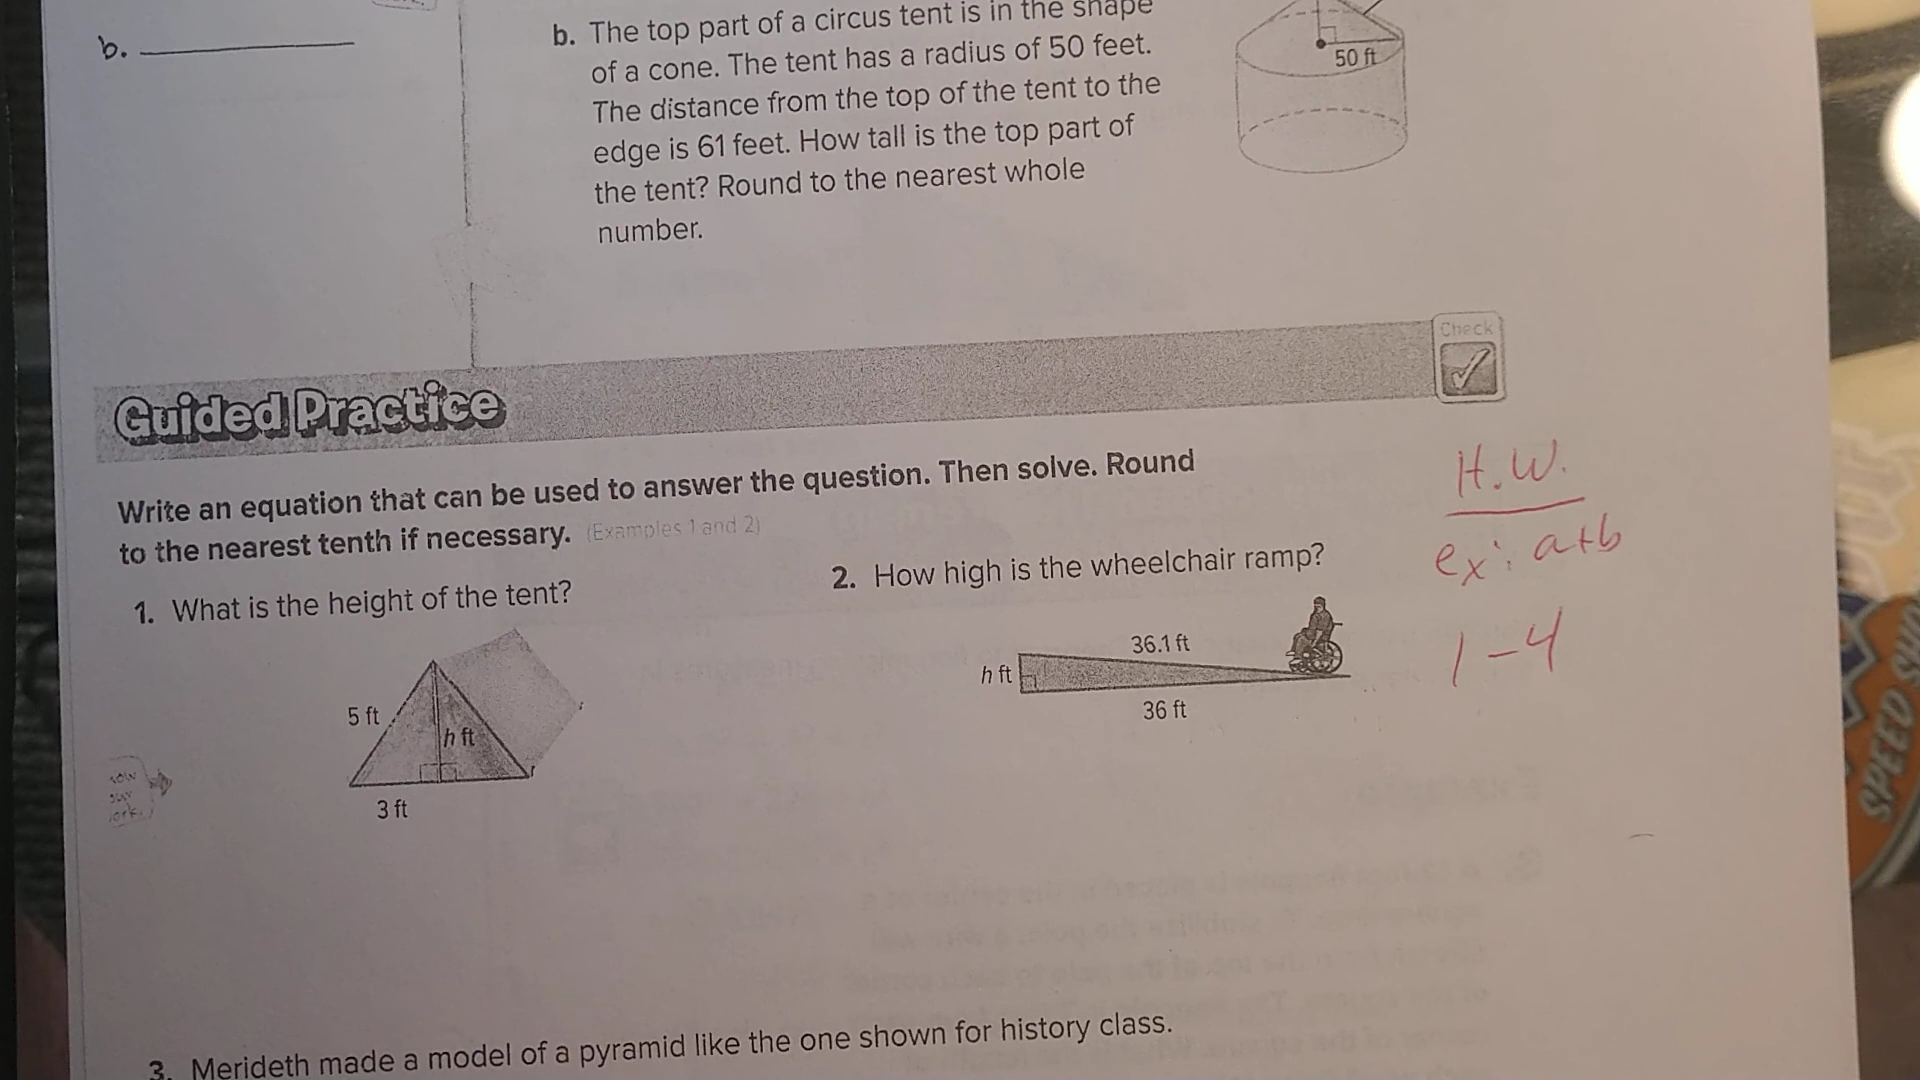 b.
b. The top part of a circus tent is in the shape
of a cone. The tent has a radius of 50 feet.
The distance from the top of the tent to the
edge is 61 feet. How tall is the top part of
the tent? Round to the nearest whole
number.
50 ft
Check
Guided Practice
Write an equation that can be used to answer the question. Then solve. Round
to the nearest tenth if necessary. (Examples 1 and 2)
H.W.
ex: a+b
1-4
1. What is the height of the tent?
5 ft
h ft
3 ft
2. How high is the wheelchair ramp?
36.1 ft
h ft
36 ft
3. Merideth made a model of a pyramid like the one shown for history class.
SPEED